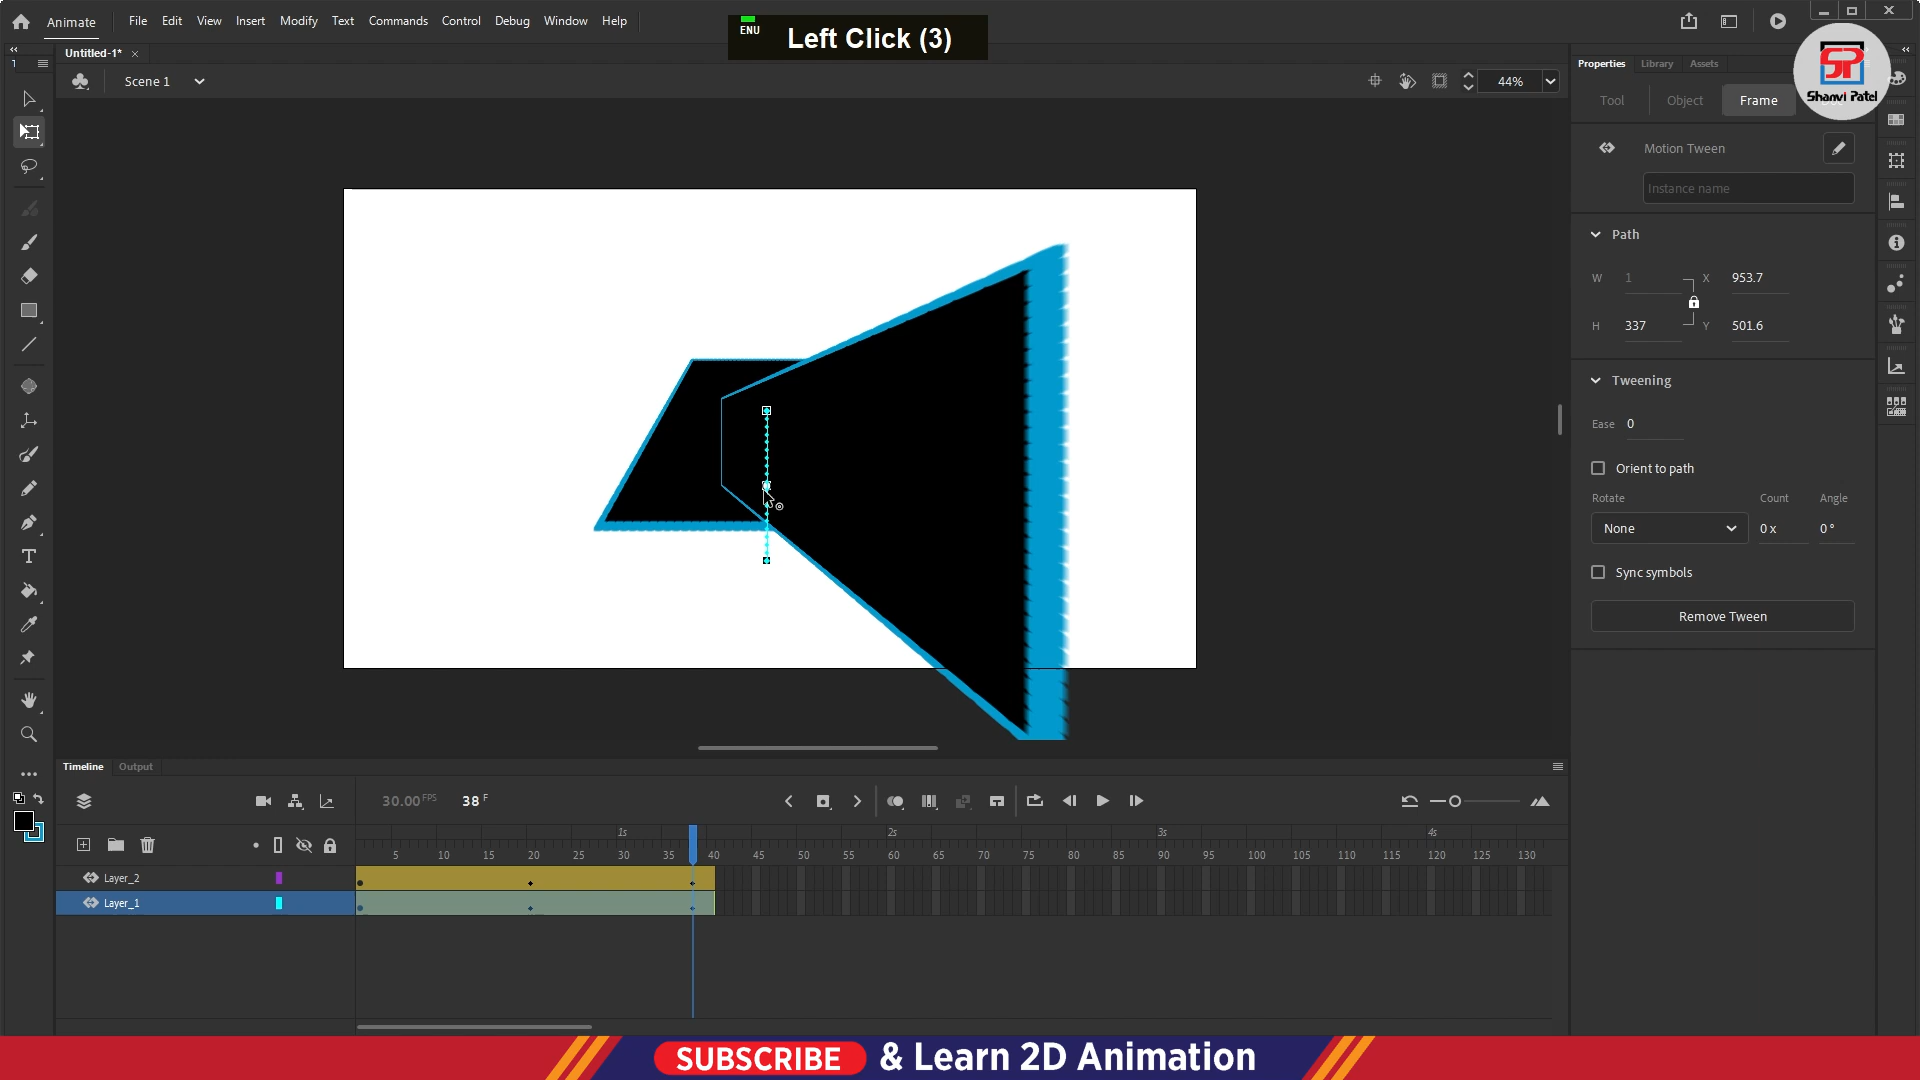 Animate File Edit View Insert Modify Text Commands Control Debug Window Help
ENU Left Click (3)
Untitled-1*
Scene 1
44%
Properties Library Assets
SP
Shanvi Patel
Tool Object Frame
Motion Tween
Instance name
Path
W 1 X 953.7
H 337 Y 501.6
Tweening
Ease 0
Orient to path
Rotate Count Angle
None 0 x 0°
Sync symbols
Remove Tween
Timeline Output
30.00 FPS 38 F
1s 2s 3s 4s
5 10 15 20 25 30 35 40 45 50 55 60 65 70 75 80 85 90 95 100 105 110 115 120 125 130
Layer_2
Layer_1
SUBSCRIBE & Learn 2D Animation